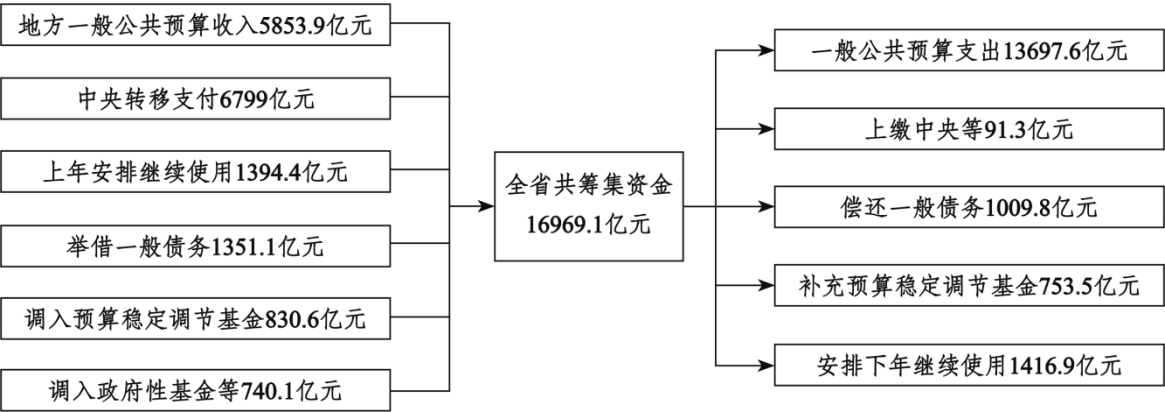 地方一般公共预算收入5853.9亿元
中央转移支付6799亿元
上年安排继续使用1394.4亿元
举借一般债务1351.1亿元
调入预算稳定调节基金830.6亿元
调入政府性基金等740.1亿元
全省共筹集资金
16969.1亿元
一般公共预算支出13697.6亿元
上缴中央等91.3亿元
偿还一般债务1009.8亿元
补充预算稳定调节基金753.5亿元
安排下年继续使用1416.9亿元